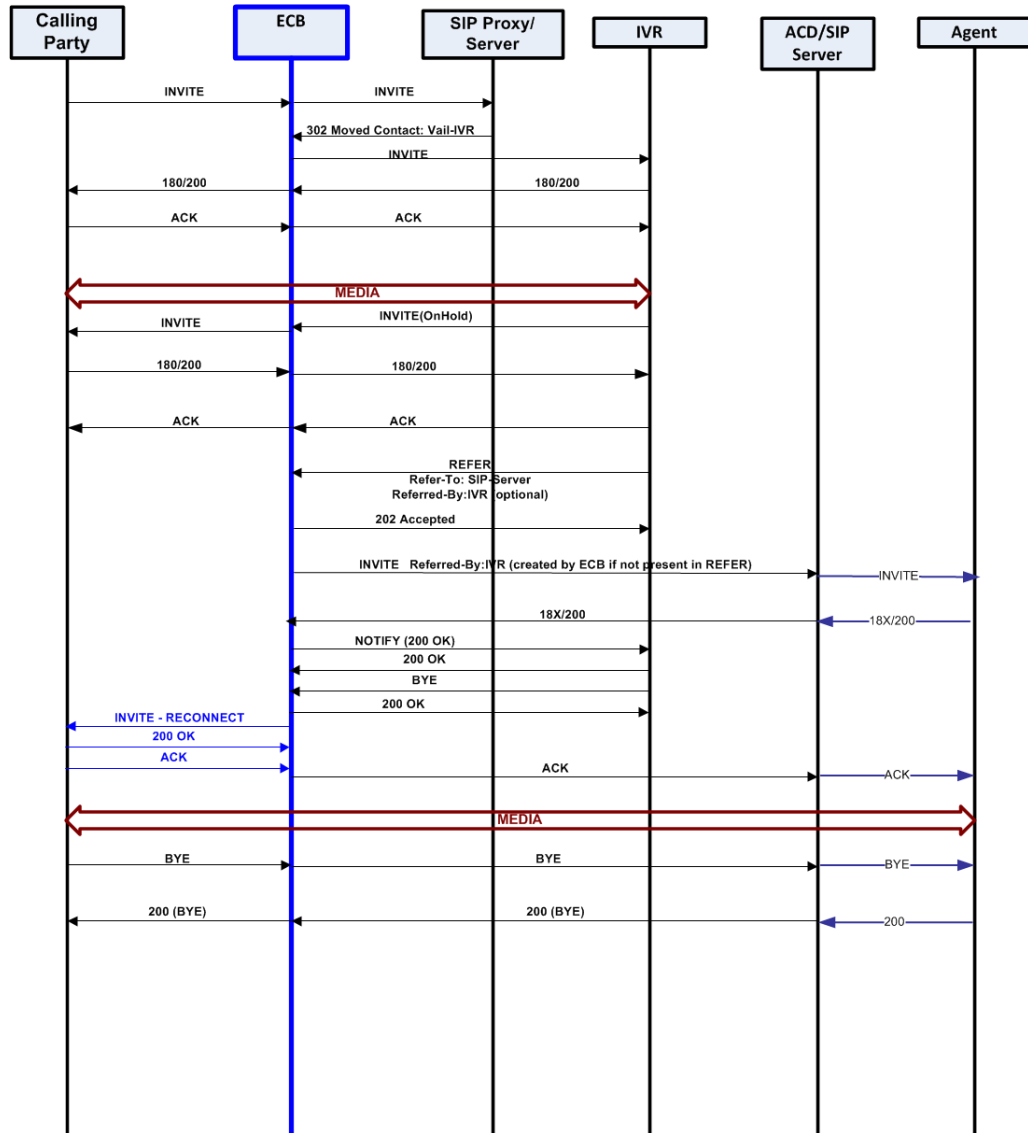 Calling
Party
ECB
SIP Proxy/
Server
IVR
ACD/SIP
Server
Agent
INVITE
INVITE
302 Moved Contact: Vail-IVR
INVITE
180/200
180/200
ACK
ACK
MEDIA
INVITE(OnHold)
INVITE
180/200
180/200
ACK
ACK
REFER
Refer-To: SIP-Server
Referred-By:IVR (optional)
202 Accepted
INVITE   Referred-By:IVR (created by ECB if not present in REFER)
INVITE
18X/200
18X/200
NOTIFY (200 OK)
200 OK
BYE
200 OK
INVITE - RECONNECT
200 OK
ACK
ACK
ACK
MEDIA
BYE
BYE
BYE
200 (BYE)
200 (BYE)
200